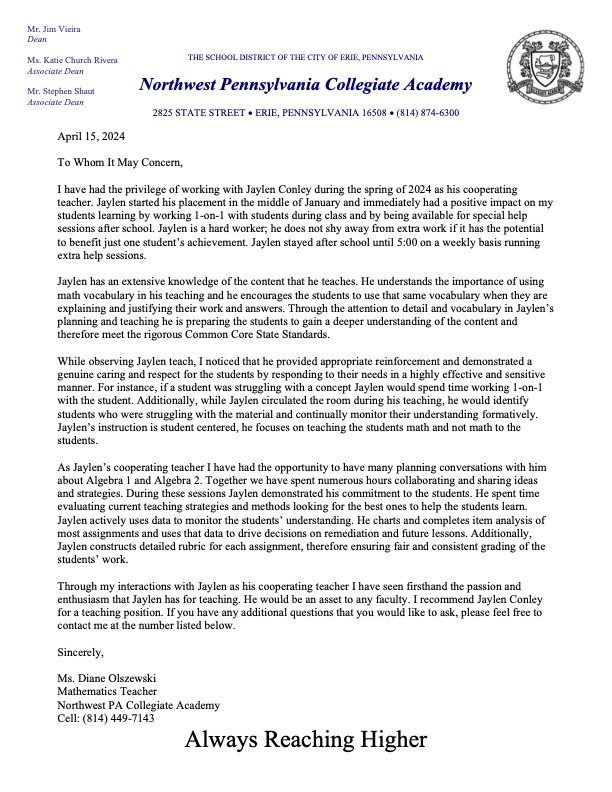 Mr. Jim Vieira
Dean
Ms. Katie Church Rivera
Associate Dean
Mr. Stephen Shaut
Associate Dean
THE SCHOOL DISTRICT OF THE CITY OF ERIE, PENNSYLVANIA
Northwest Pennsylvania Collegiate Academy
2825 STATE STREET • ERIE, PENNSYLVANIA 16508 • (814) 874-6300
April 15, 2024
To Whom It May Concern,
I have had the privilege of working with Jaylen Conley during the spring of 2024 as his cooperating
teacher. Jaylen started his placement in the middle of January and immediately had a positive impact on my
students learning by working 1-on-1 with students during class and by being available for special help
sessions after school. Jaylen is a hard worker; he does not shy away from extra work if it has the potential
to benefit just one student’s achievement. Jaylen stayed after school until 5:00 on a weekly basis running
extra help sessions.
Jaylen has an extensive knowledge of the content that he teaches. He understands the importance of using
math vocabulary in his teaching and he encourages the students to use that same vocabulary when they are
explaining and justifying their work and answers. Through the attention to detail and vocabulary in Jaylen’s
planning and teaching he is preparing the students to gain a deeper understanding of the content and
therefore meet the rigorous Common Core State Standards.
While observing Jaylen teach, I noticed that he provided appropriate reinforcement and demonstrated a
genuine caring and respect for the students by responding to their needs in a highly effective and sensitive
manner. For instance, if a student was struggling with a concept Jaylen would spend time working 1-on-1
with the student. Additionally, while Jaylen circulated the room during his teaching, he would identify
students who were struggling with the material and continually monitor their understanding formatively.
Jaylen’s instruction is student centered, he focuses on teaching the students math and not math to the
students.
As Jaylen’s cooperating teacher I have had the opportunity to have many planning conversations with him
about Algebra 1 and Algebra 2. Together we have spent numerous hours collaborating and sharing ideas
and strategies. During these sessions Jaylen demonstrated his commitment to the students. He spent time
evaluating current teaching strategies and methods looking for the best ones to help the students learn.
Jaylen actively uses data to monitor the students’ understanding. He charts and completes item analysis of
most assignments and uses that data to drive decisions on remediation and future lessons. Additionally,
Jaylen constructs detailed rubric for each assignment, therefore ensuring fair and consistent grading of the
students’ work.
Through my interactions with Jaylen as his cooperating teacher I have seen firsthand the passion and
enthusiasm that Jaylen has for teaching. He would be an asset to any faculty. I recommend Jaylen Conley
for a teaching position. If you have any additional questions that you would like to ask, please feel free to
contact me at the number listed below.
Sincerely,
Ms. Diane Olszewski
Mathematics Teacher
Northwest PA Collegiate Academy
Cell: (814) 449-7143
Always Reaching Higher